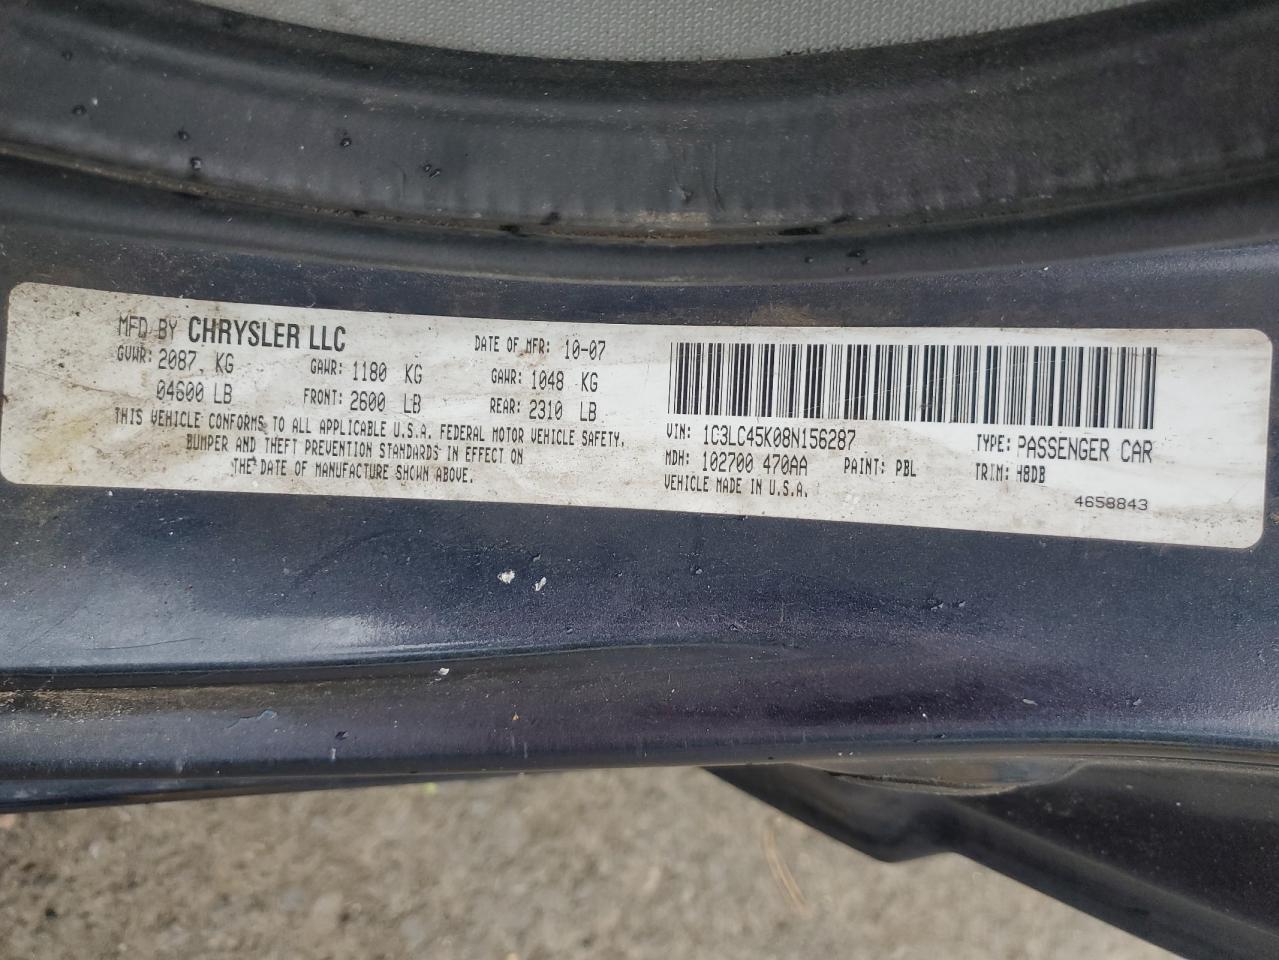 MFD BY CHRYSLER LLC DATE OF MFR: 10-07
GVWR: 2087. KG GAWR: 1180 KG GAWR: 1048 KG
04600 LB FRONT: 2600 LB REAR: 2310 LB
THIS VEHICLE CONFORMS TO ALL APPLICABLE U.S.A. FEDERAL MOTOR VEHICLE SAFETY,
BUMPER AND THEFT PREVENTION STANDARDS IN EFFECT ON
THE DATE OF MANUFACTURE SHOWN ABOVE.
VIN: 1C3LC45K08N156287 TYPE: PASSENGER CAR
MDH: 102700 470AA PAINT: PBL TRIM: H8DB
VEHICLE MADE IN U.S.A.
4658843